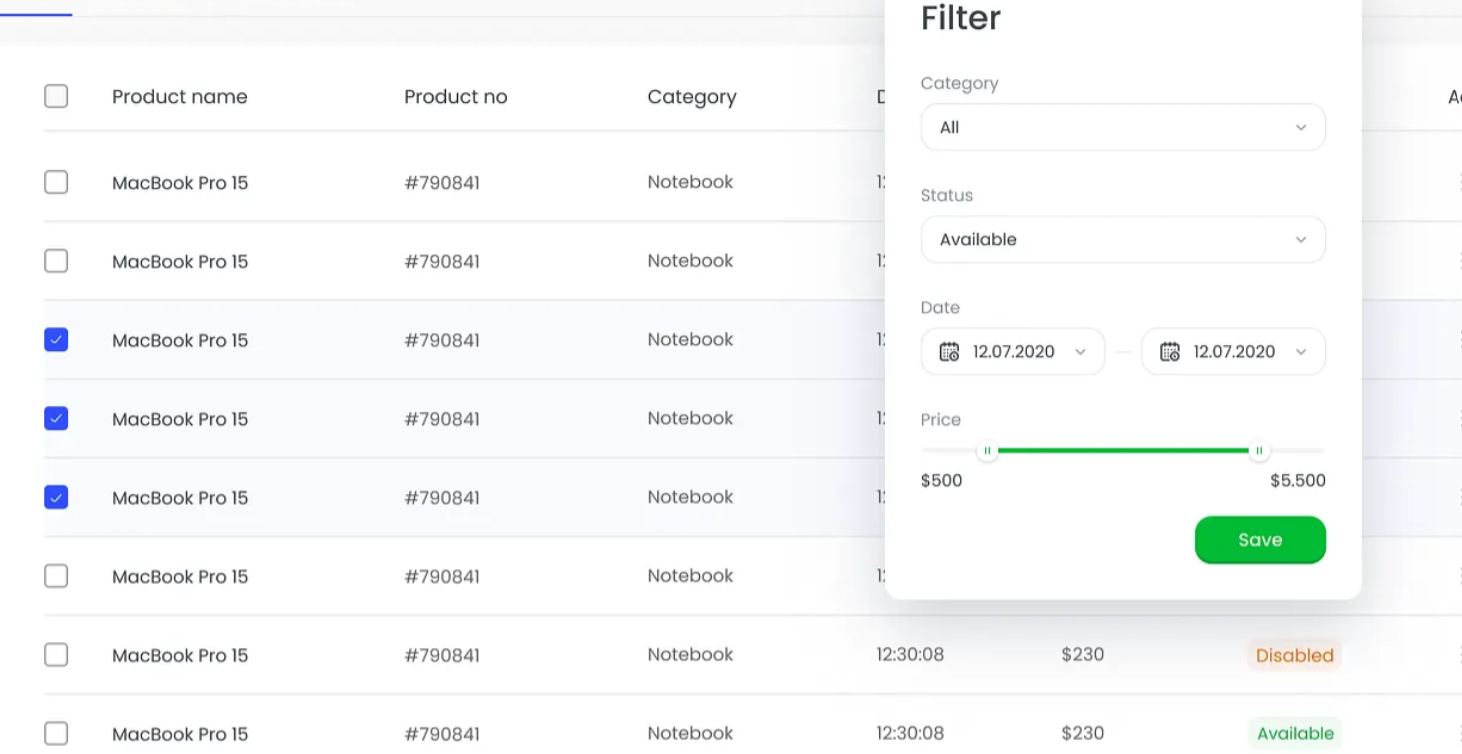 Filter
Category
All
Status
Available
Date
12.07.2020 — 12.07.2020
Price
$500 $5.500
Save
Product name Product no Category
MacBook Pro 15 #790841 Notebook
MacBook Pro 15 #790841 Notebook
MacBook Pro 15 #790841 Notebook
MacBook Pro 15 #790841 Notebook
MacBook Pro 15 #790841 Notebook
MacBook Pro 15 #790841 Notebook
MacBook Pro 15 #790841 Notebook 12:30:08 $230 Disabled
MacBook Pro 15 #790841 Notebook 12:30:08 $230 Available